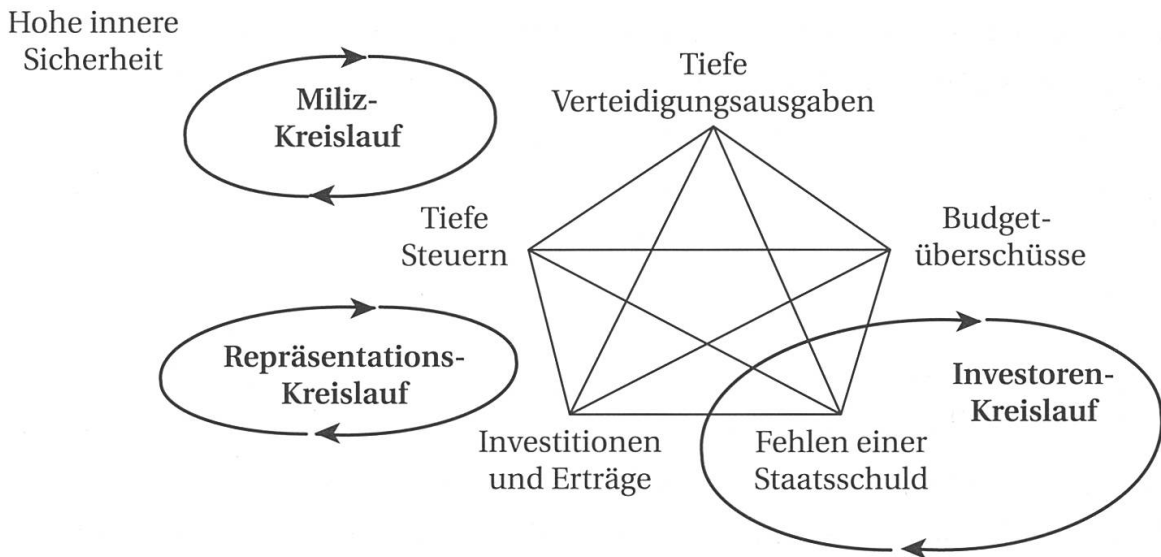 Hohe innere
Sicherheit
Miliz-
Kreislauf
Tiefe
Verteidigungsausgaben
Tiefe
Steuern
Budget-
überschüsse
Repräsentations-
Kreislauf
Investoren-
Kreislauf
Investitionen
und Erträge
Fehlen einer
Staatsschuld